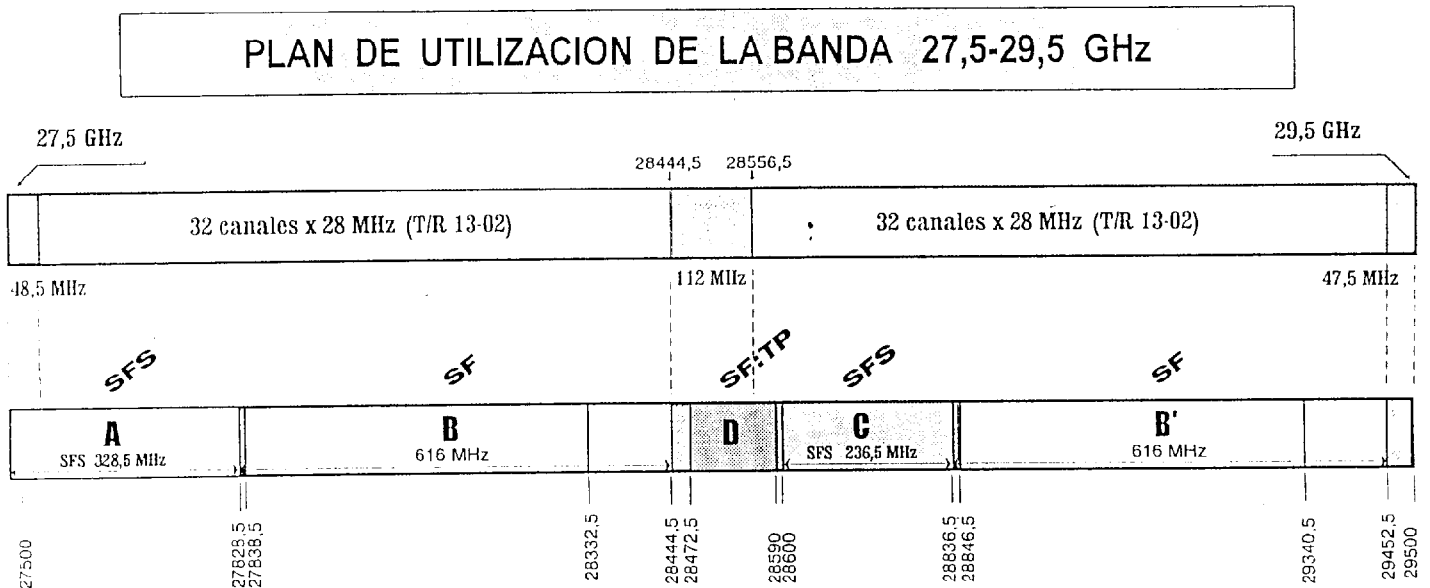 PLAN DE UTILIZACION DE LA BANDA 27,5-29,5 GHz
27,5 GHz
29,5 GHz
28444,5 28556,5
32 canales x 28 MHz (T/R 13-02)
32 canales x 28 MHz (T/R 13-02)
48,5 MHz
112 MHz
47,5 MHz
SFS
SF
SF:TP
SFS
SF
A
B
D
C
B'
SFS 328,5 MHz
616 MHz
SFS 236,5 MHz
616 MHz
27500
27828,5
27838,5
28332,5
28444,5
28472,5
28590
28600
28836,5
28846,5
29340,5
29452,5
29500